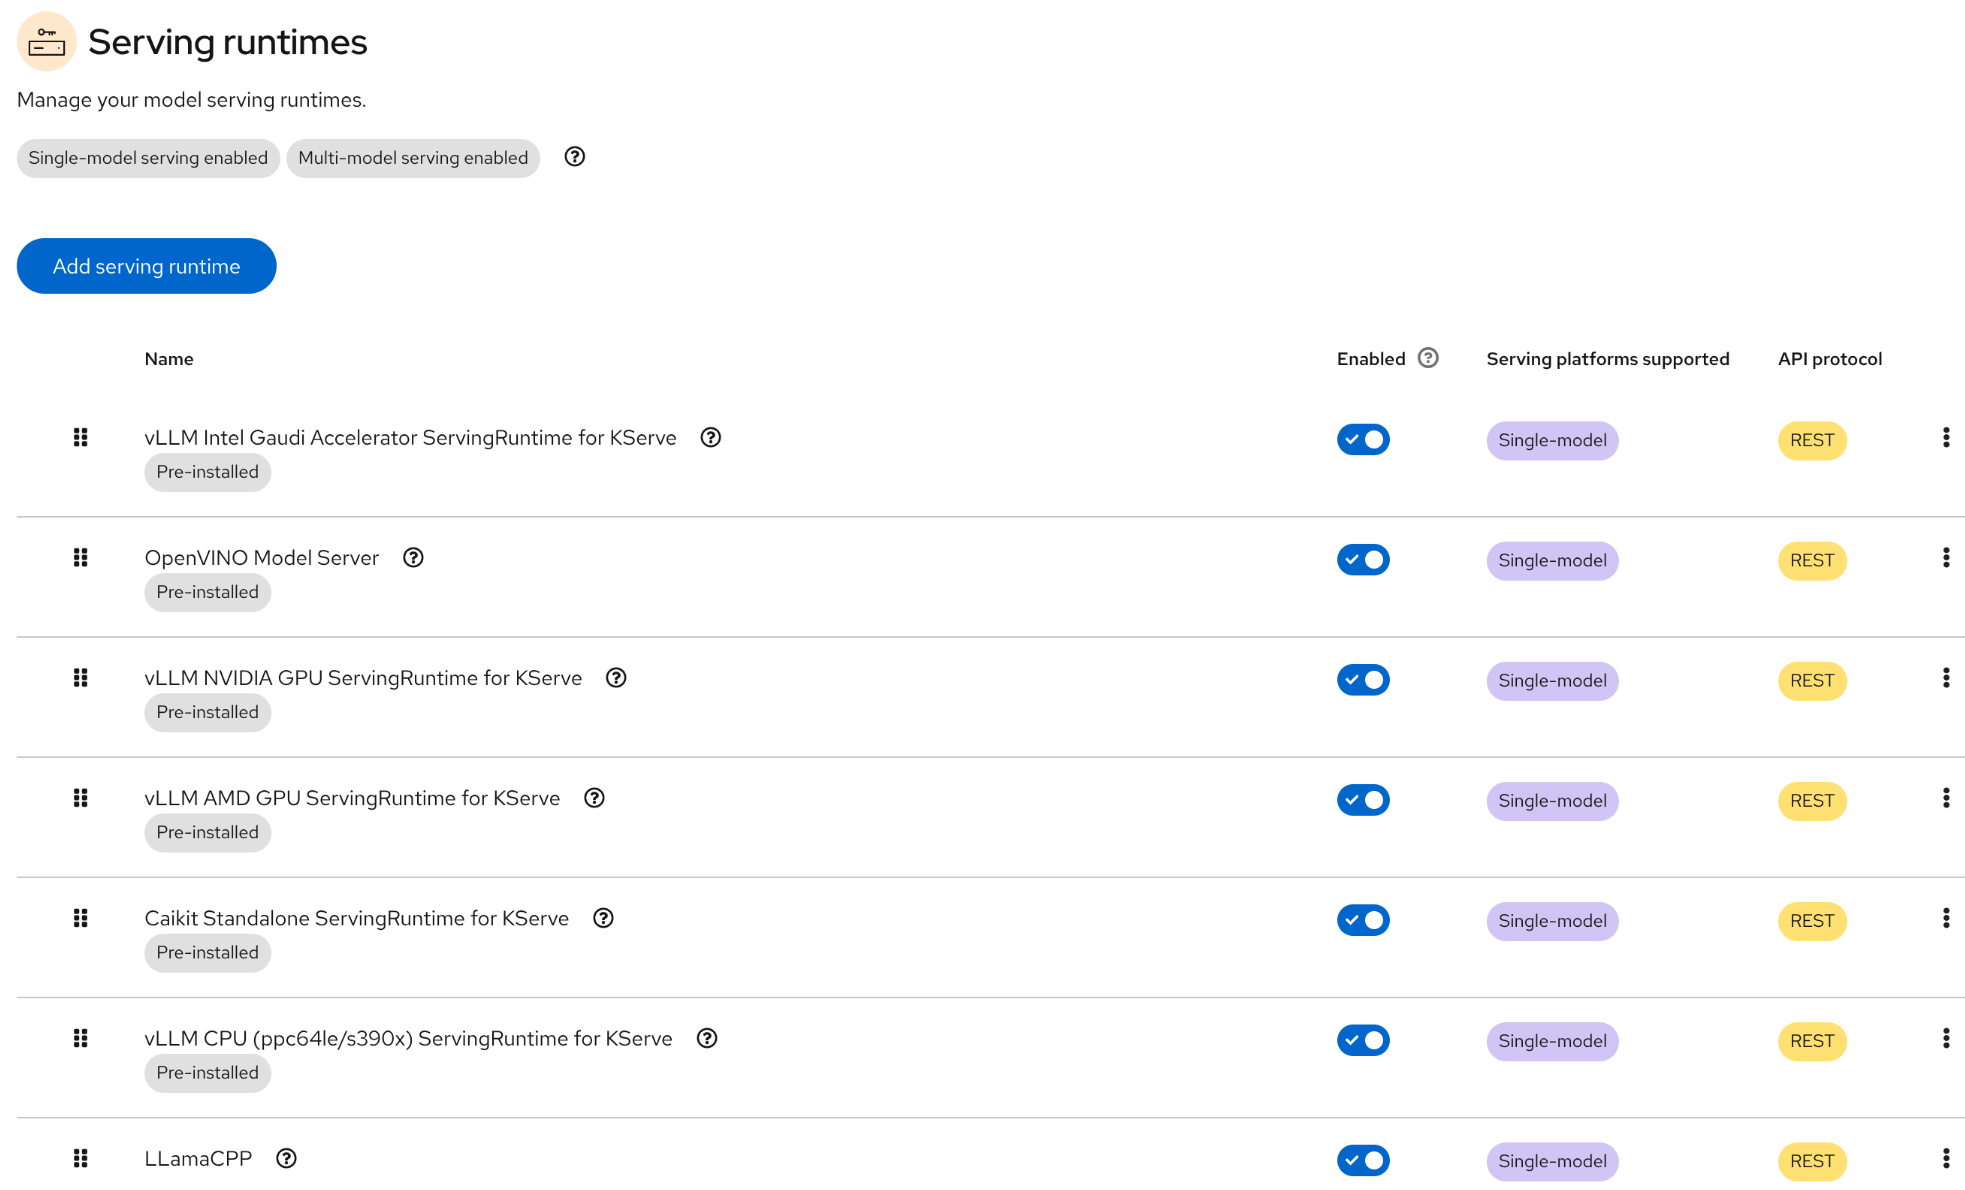 Serving runtimes
Manage your model serving runtimes.
Single-model serving enabled Multi-model serving enabled
Add serving runtime
Name Enabled Serving platforms supported API protocol
vLLM Intel Gaudi Accelerator ServingRuntime for KServe Single-model REST
Pre-installed
OpenVINO Model Server Single-model REST
Pre-installed
vLLM NVIDIA GPU ServingRuntime for KServe Single-model REST
Pre-installed
vLLM AMD GPU ServingRuntime for KServe Single-model REST
Pre-installed
Caikit Standalone ServingRuntime for KServe Single-model REST
Pre-installed
vLLM CPU (ppc64le/s390x) ServingRuntime for KServe Single-model REST
Pre-installed
LLamaCPP Single-model REST